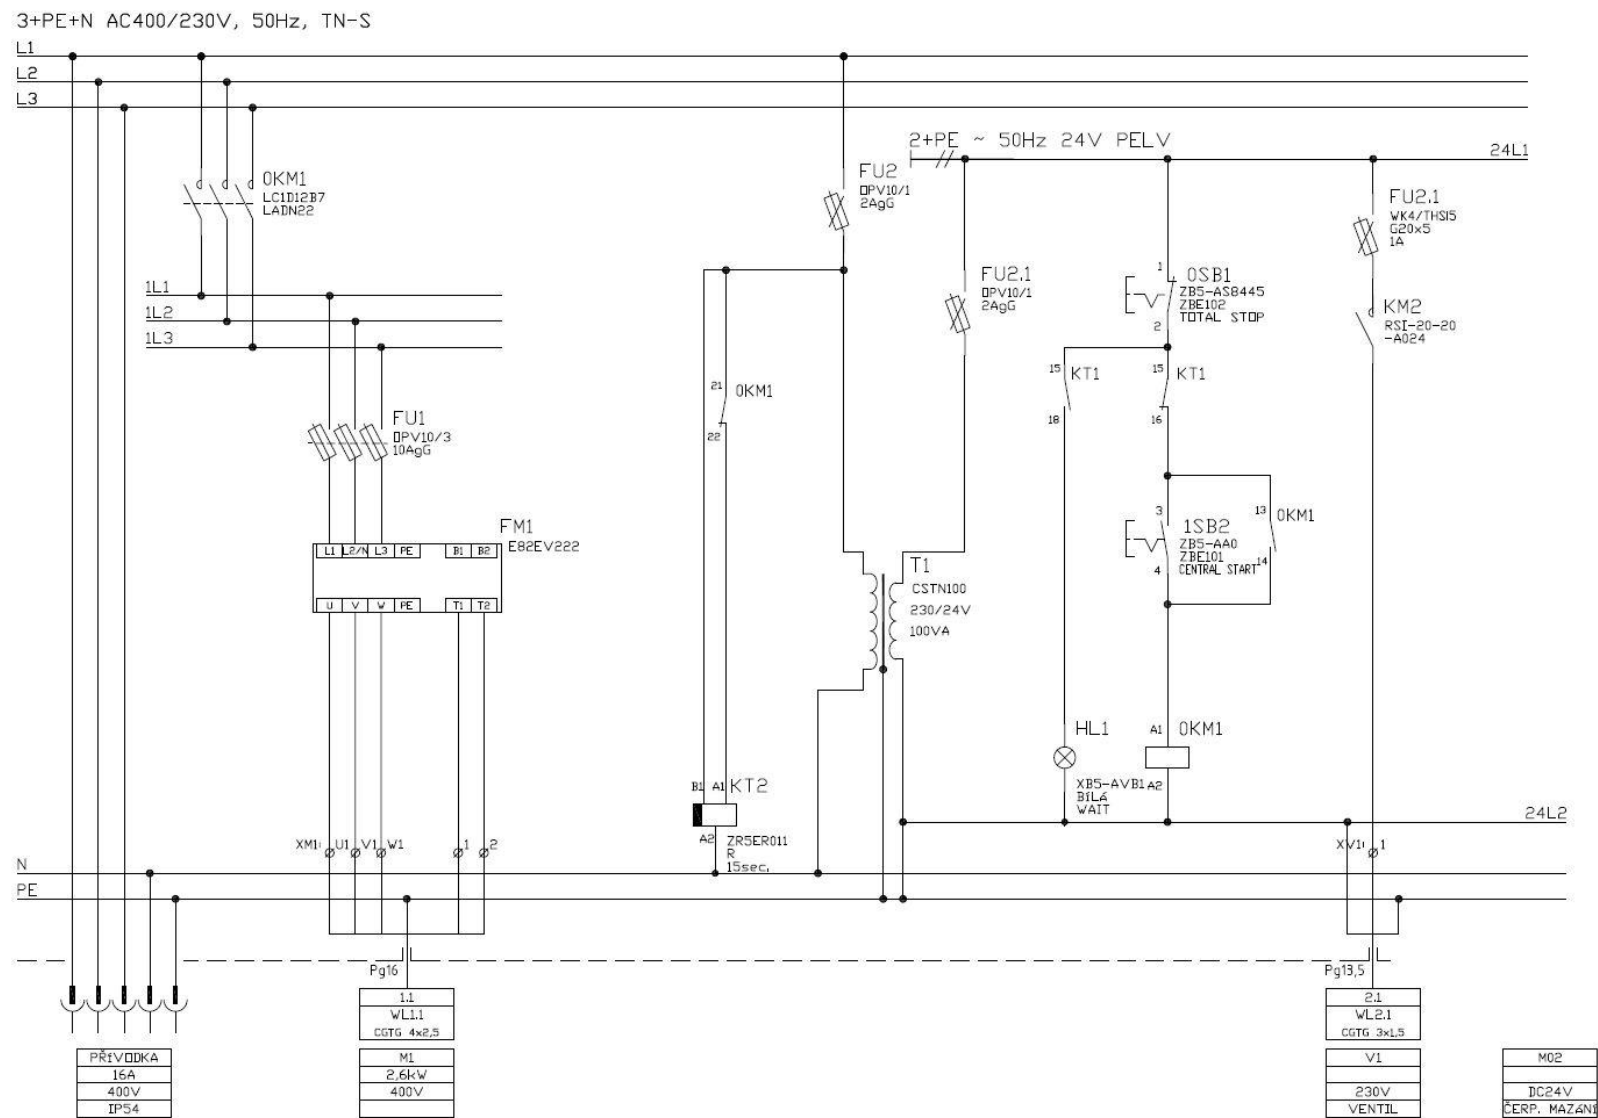 3+PE+N AC400/230V, 50Hz, TN-S
L1
L2
L3
2+PE ~ 50Hz 24V PELV
24L1
0KM1
LC1D12B7
LADN22
FU2
OPV10/1
2AgG
FU2.1
WK4/THSI5
G20x5
1A
1L1
1L2
1L3
FU2.1
OPV10/1
2AgG
1
0SB1
ZB5-AS8445
ZBE102
TOTAL STOP
2
KM2
RSI-20-20
-A024
21
0KM1
22
15
KT1
18
15
KT1
16
FU1
OPV10/3
10AgG
FM1
E82EV222
L1 L2/N L3 PE B1 B2
U V W PE T1 T2
3
1SB2
ZB5-AA0
ZBE101
CENTRAL START
4
13
0KM1
14
T1
CSTN100
230/24V
100VA
HL1
XB5-AVB1
BÍLÁ
WAIT
A1
0KM1
A2
B1 A1 KT2
A2
ZR5ER011
R
15sec.
24L2
XM1: U1 V1 W1 1 2
XV1: 1
N
PE
Pg16
Pg13,5
1.1
WL1.1
CGTG 4x2,5
2.1
WL2.1
CGTG 3x1,5
PŘÍVODKA
16A
400V
IP54
M1
2,6kW
400V
V1
230V
VENTIL
M02
DC24V
ČERP. MAZÁNÍ